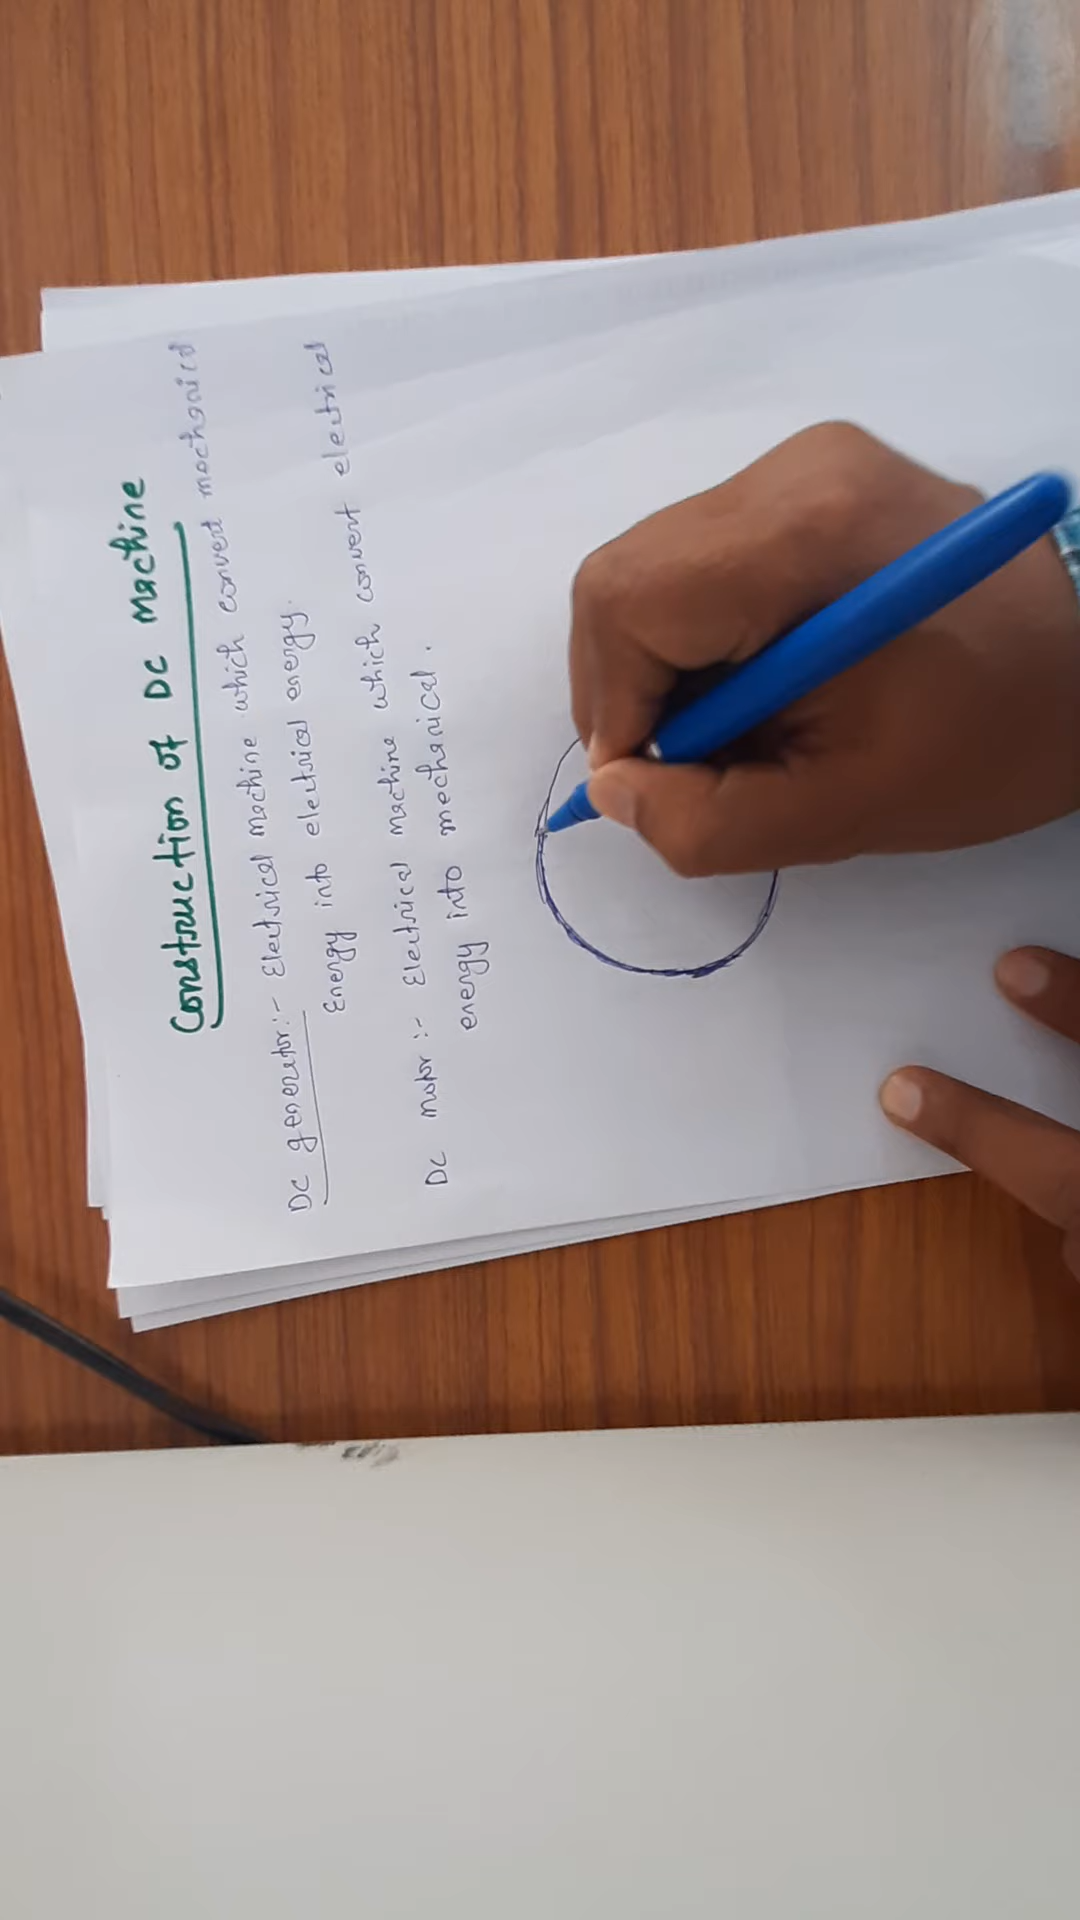 Construction of DC machine
DC generator:- Electrical machine which convert mechanical
Energy into electrical energy.
DC motor:- Electrical machine which convert electrical
energy into mechanical.